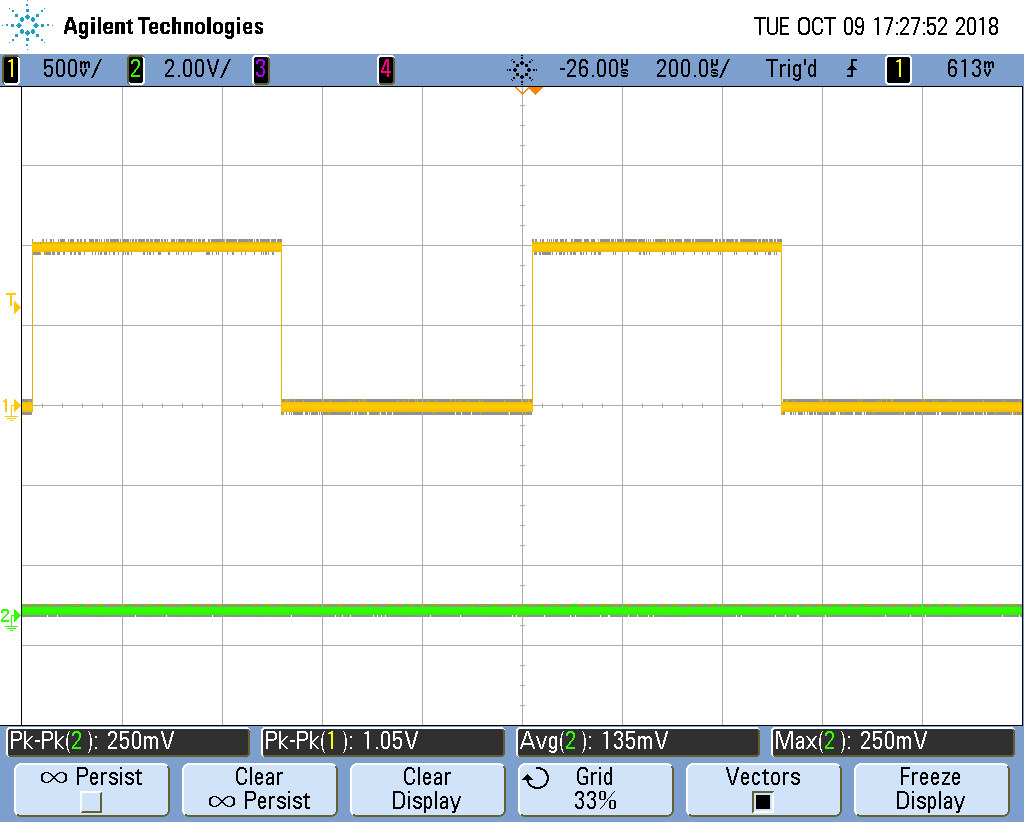 Agilent Technologies TUE OCT 09 17:27:52 2018
1 500mV/ 2 2.00V/ 3 4 -26.00µs 200.0µs/ Trig'd 1 613mV
T
1
2
Pk-Pk(2): 250mV Pk-Pk(1): 1.05V Avg(2): 135mV Max(2): 250mV
∞ Persist Clear Clear Grid Vectors Freeze
∞ Persist Display 33% Display